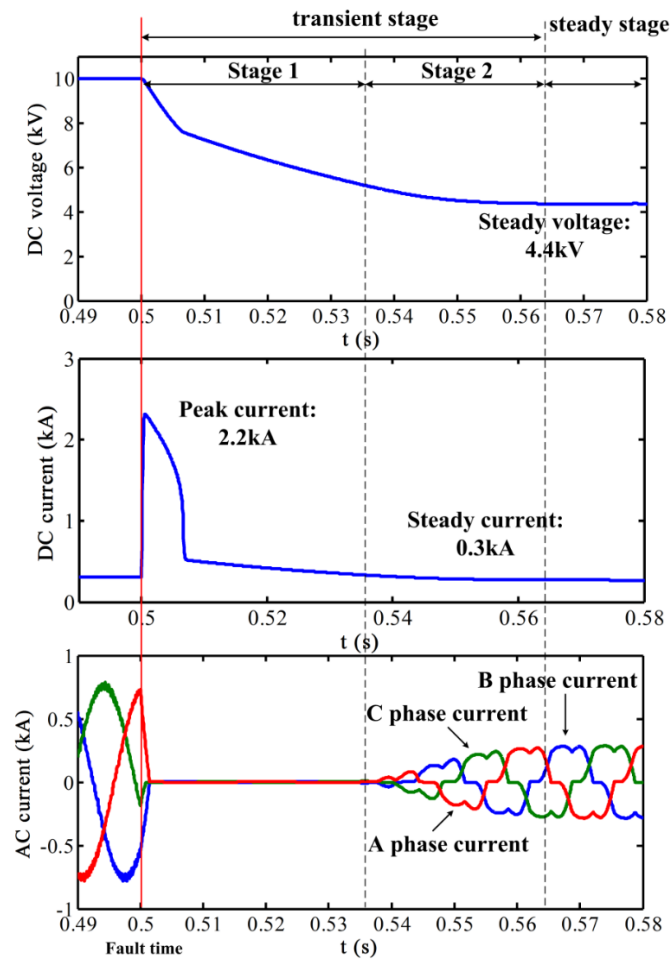 transient stage
steady stage
Stage 1
Stage 2
DC voltage (kV)
10
8
6
4
2
0
Steady voltage:
4.4kV
0.49 0.5 0.51 0.52 0.53 0.54 0.55 0.56 0.57 0.58
t (s)
DC current (kA)
3
2
1
0
Peak current:
2.2kA
Steady current:
0.3kA
0.5 0.52 0.54 0.56 0.58
t (s)
AC current (kA)
1
0.5
0
-0.5
-1
B phase current
C phase current
A phase current
0.49 0.5 0.51 0.52 0.53 0.54 0.55 0.56 0.57 0.58
Fault time
t (s)